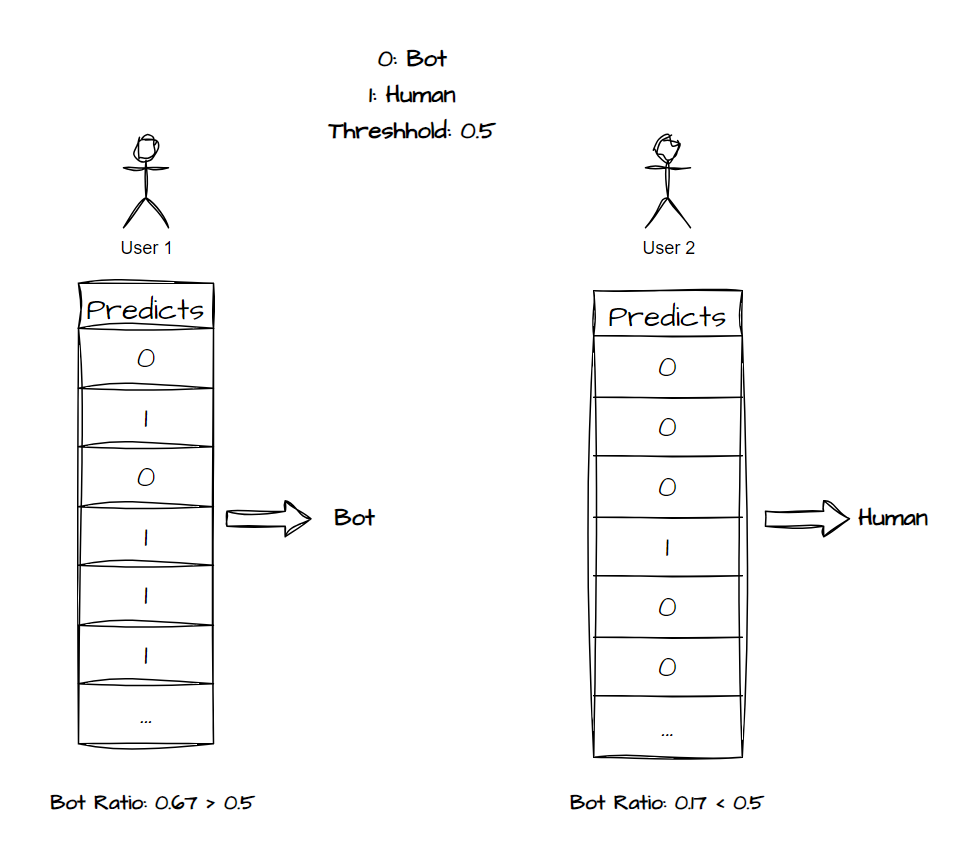 0: Bot
1: Human
Threshhold: 0.5
User 1
Predicts
0
1
0
1
1
1
...
Bot
Bot Ratio: 0.67 > 0.5
User 2
Predicts
0
0
0
1
0
0
...
Human
Bot Ratio: 0.17 < 0.5